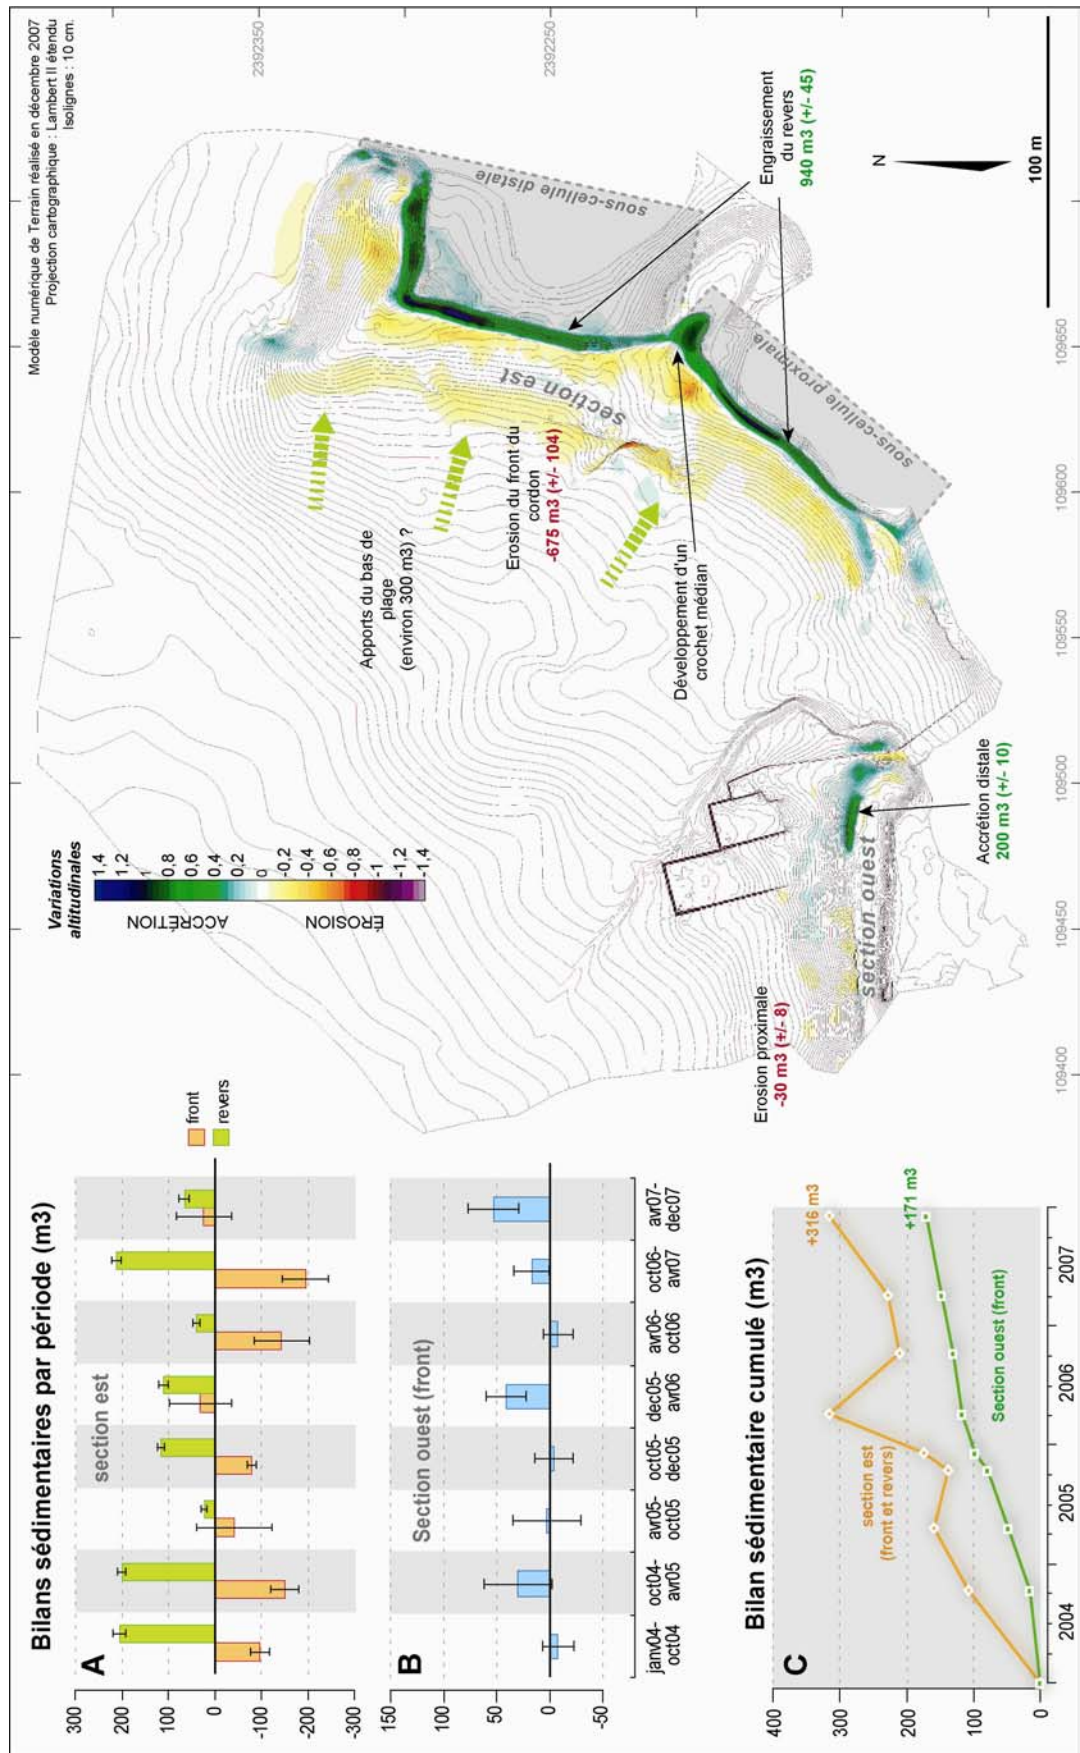 Bilans sédimentaires par période (m3)
A
section est
300
200
100
0
-100
-200
-300
front
revers
B
Section ouest (front)
150
100
50
0
-50
janv04-
oct04
oct04-
avr05
avr05-
oct05
oct05-
dec05
dec05-
avr06
avr06-
oct06
oct06-
avr07
avr07-
dec07
Bilan sédimentaire cumulé (m3)
C
400
300
200
100
0
section est
(front et revers)
+316 m3
+171 m3
Section ouest (front)
2004
2005
2006
2007
Modèle numérique de Terrain réalisé en décembre 2007
Projection cartographique : Lambert II étendu
Isolignes : 10 cm.
Variations
altitudinales
1,4
1,2
1
0,8
0,6
0,4
0,2
0
-0,2
-0,4
-0,6
-0,8
-1
-1,2
-1,4
ACCRÉTION
ÉROSION
Apports du bas de
plage
(environ 300 m3) ?
Erosion du front du
cordon
-675 m3 (+/- 104)
section est
sous-cellule distale
Développement d'un
crochet médian
Engraissement
du revers
940 m3 (+/- 45)
sous-cellule proximale
Erosion proximale
-30 m3 (+/- 8)
section ouest
Accrétion distale
200 m3 (+/- 10)
N
100 m
2392350
2392250
109400
109450
109500
109550
109600
109650